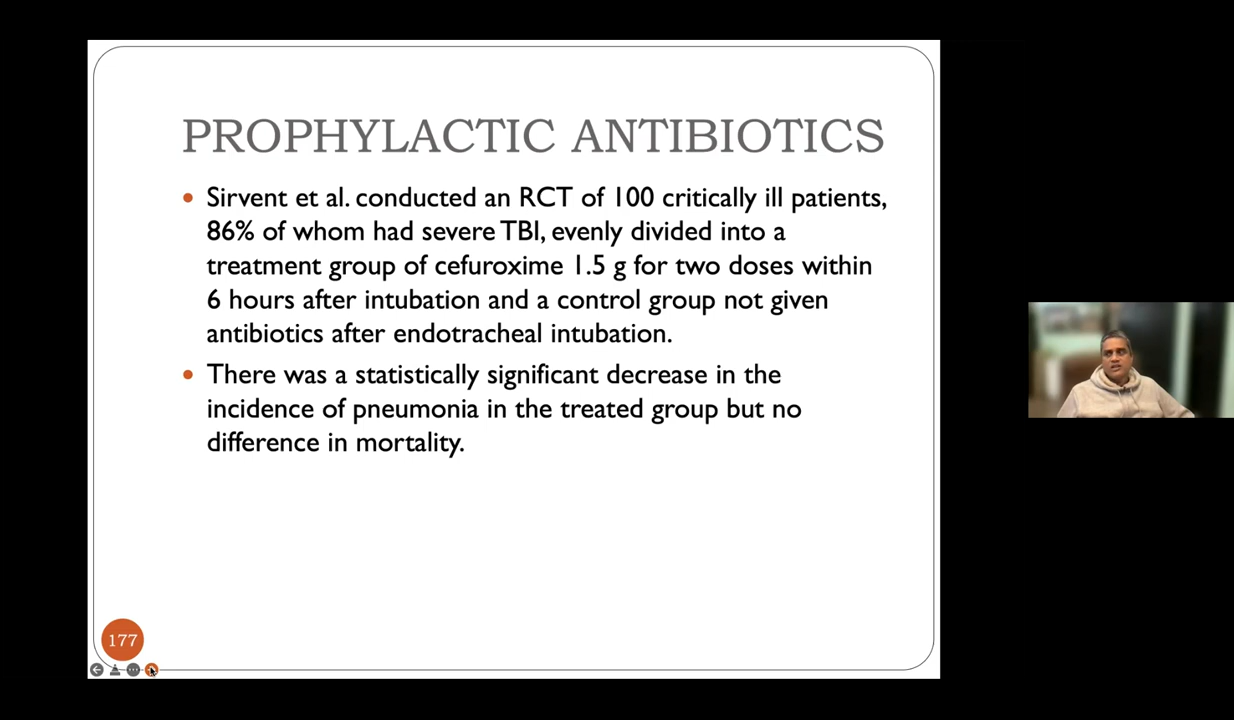 PROPHYLACTIC ANTIBIOTICS
• Sirvent et al. conducted an RCT of 100 critically ill patients,
86% of whom had severe TBI, evenly divided into a
treatment group of cefuroxime 1.5 g for two doses within
6 hours after intubation and a control group not given
antibiotics after endotracheal intubation.
• There was a statistically significant decrease in the
incidence of pneumonia in the treated group but no
difference in mortality.
177